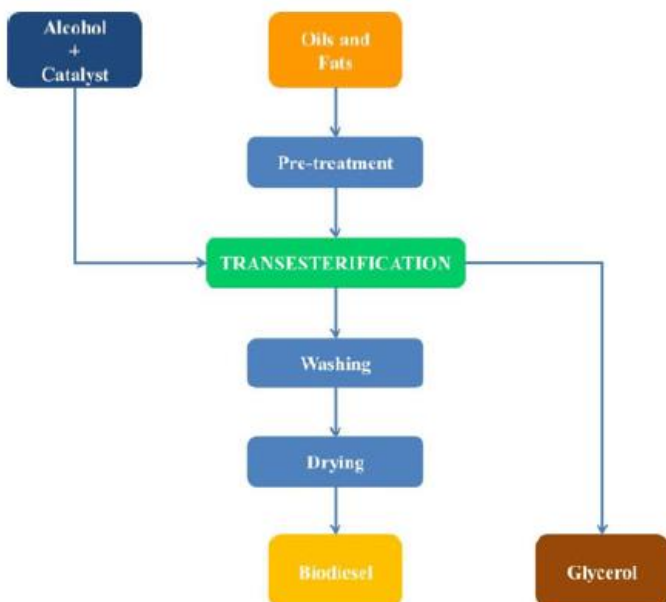 Alcohol
+
Catalyst
Oils and
Fats
Pre-treatment
TRANSESTERIFICATION
Washing
Drying
Biodiesel
Glycerol